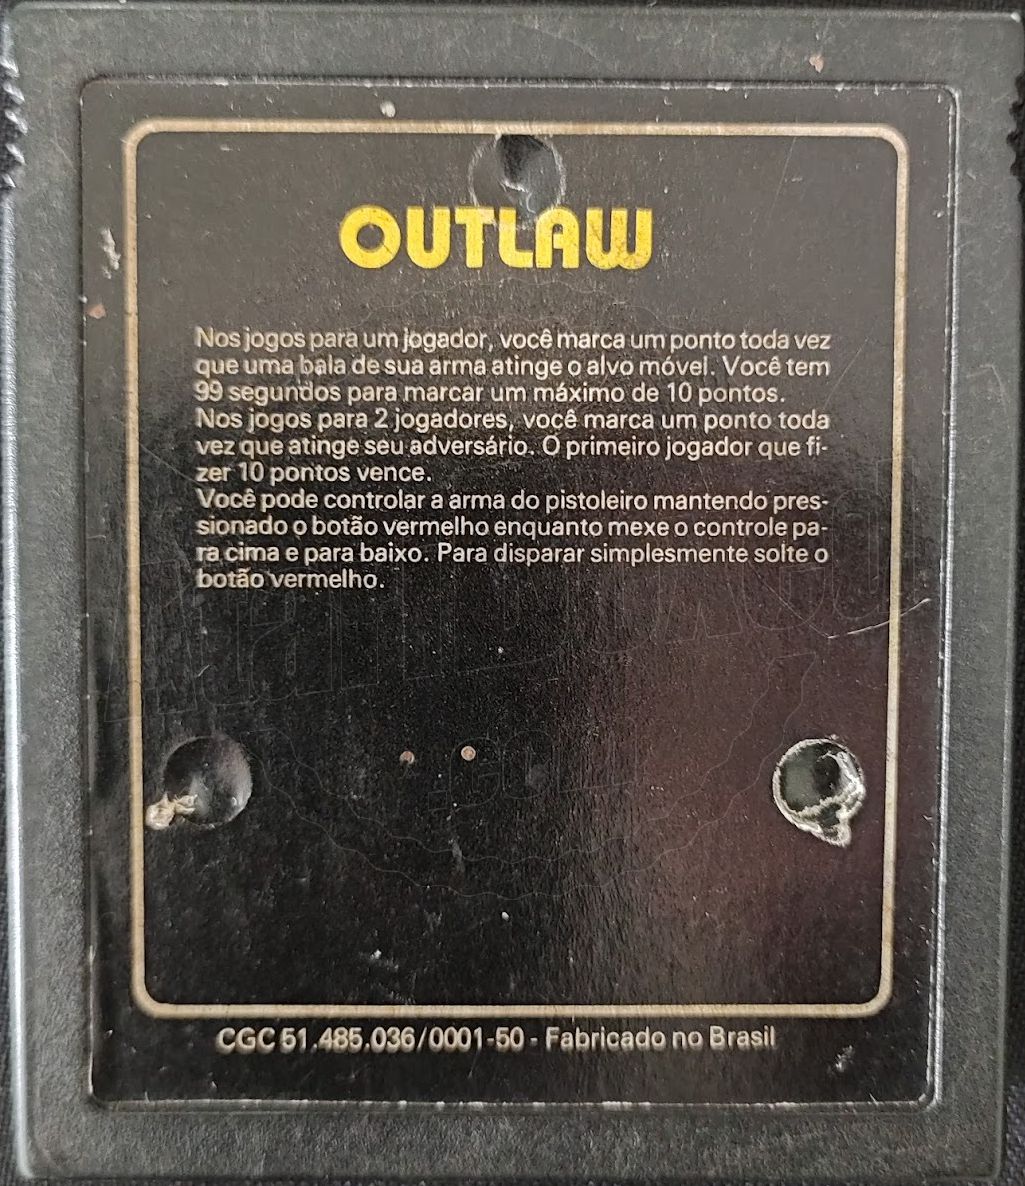 OUTLAW
Nos jogos para um jogador, você marca um ponto toda vez
que uma bala de sua arma atinge o alvo móvel. Você tem
99 segundos para marcar um máximo de 10 pontos.
Nos jogos para 2 jogadores, você marca um ponto toda
vez que atinge seu adversário. O primeiro jogador que fi-
zer 10 pontos vence.
Você pode controlar a arma do pistoleiro mantendo pres-
sionado o botão vermelho enquanto mexe o controle pa-
ra cima e para baixo. Para disparar simplesmente solte o
botão vermelho.
CGC 51.485.036/0001-50 - Fabricado no Brasil